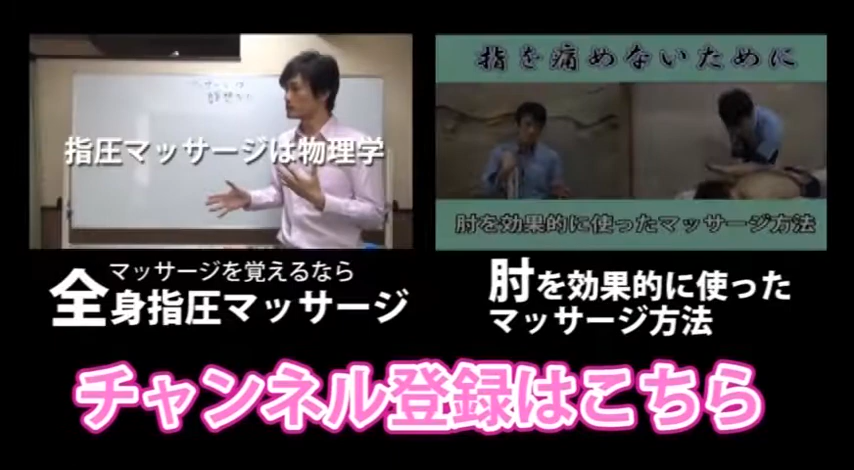 指圧マッサージは物理学
指を痛めないために
肘を効果的に使ったマッサージ方法
マッサージを覚えるなら
全身指圧マッサージ
肘を効果的に使った
マッサージ方法
チャンネル登録はこちら